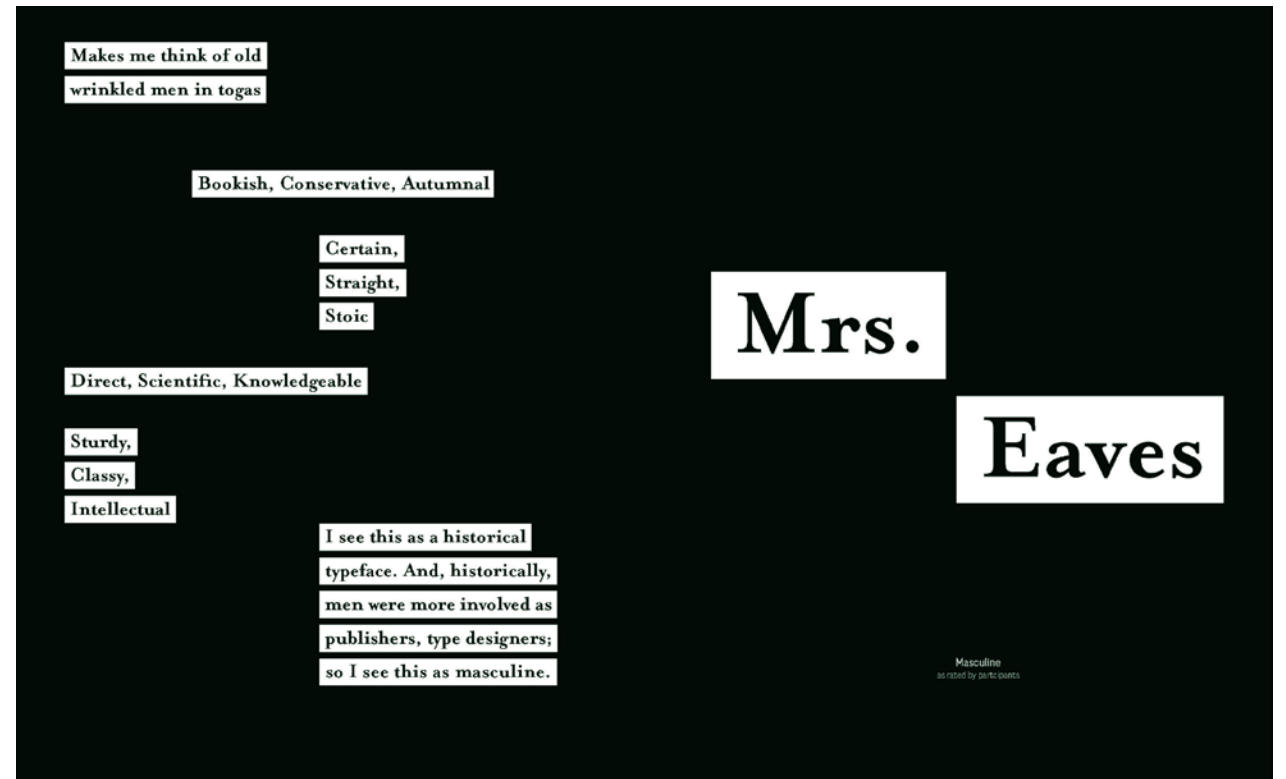 Makes me think of old
wrinkled men in togas
Bookish, Conservative, Autumnal
Certain,
Straight,
Stoic
Direct, Scientific, Knowledgeable
Sturdy,
Classy,
Intellectual
I see this as a historical
typeface. And, historically,
men were more involved as
publishers, type designers;
so I see this as masculine.
Mrs.
Eaves
Masculine
as rated by partcipants